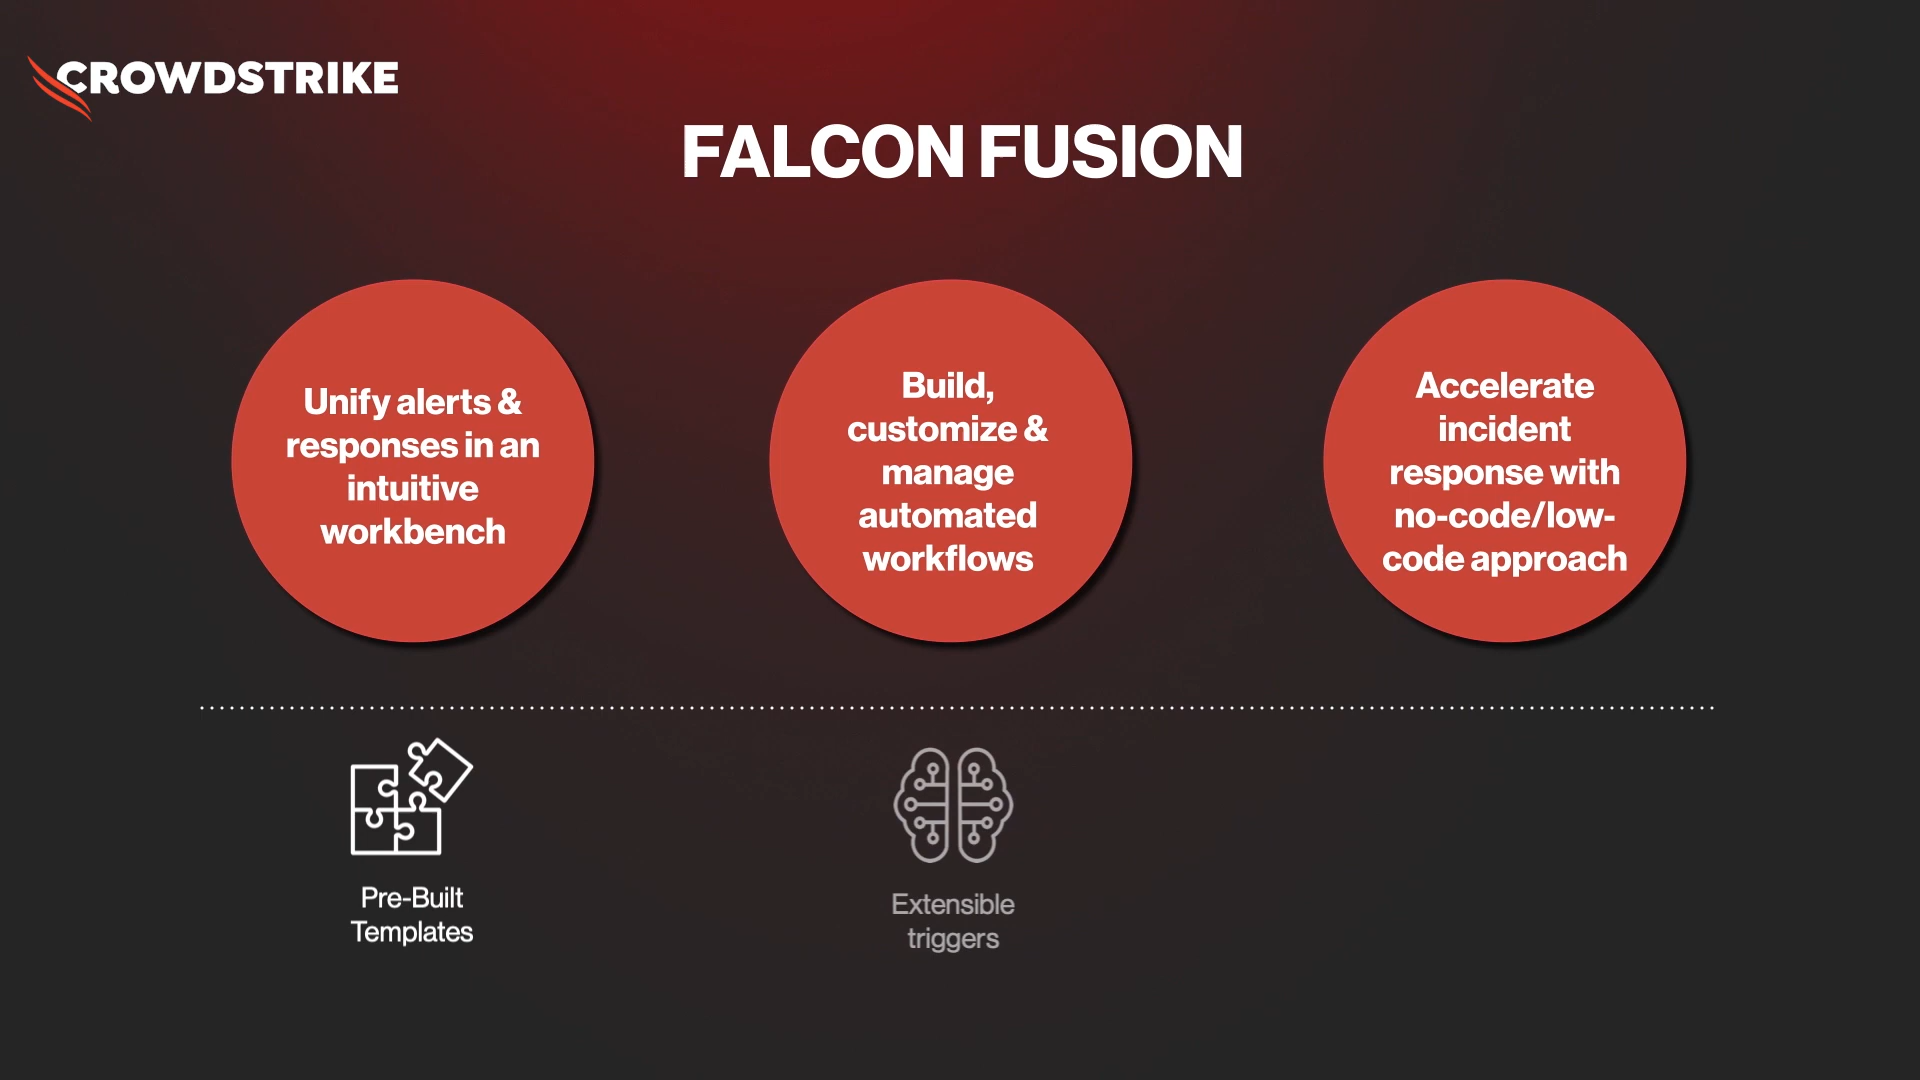 CROWDSTRIKE
FALCON FUSION
Unify alerts &
responses in an
intuitive
workbench
Build,
customize &
manage
automated
workflows
Accelerate
incident
response with
no-code/low-
code approach
Pre-Built
Templates
Extensible
triggers